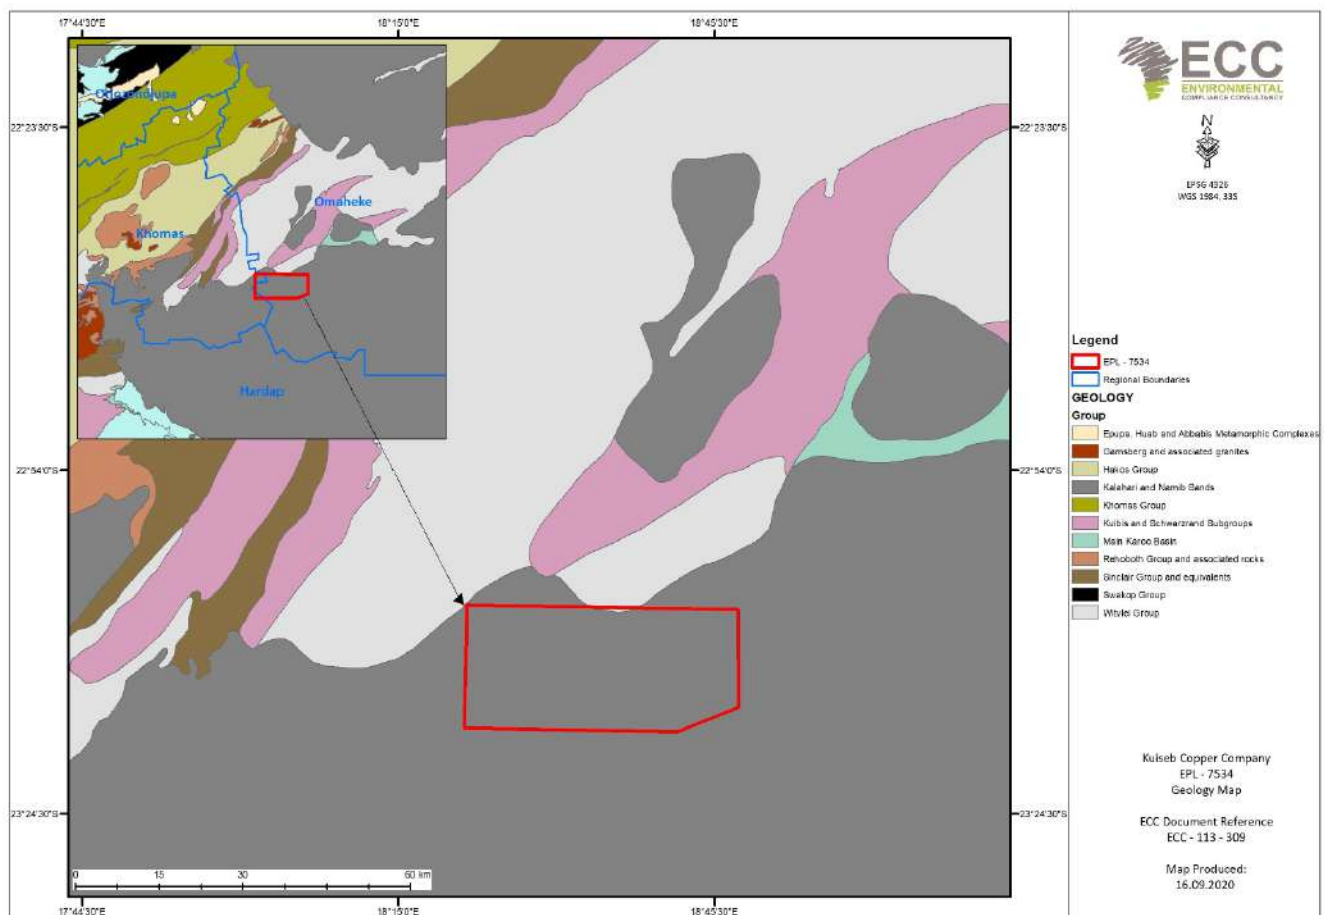 17°44'30"E
18°15'0"E
18°45'30"E
22°23'30"S
22°23'30"S
22°54'0"S
22°54'0"S
23°24'30"S
23°24'30"S
17°44'30"E
18°15'0"E
18°45'30"E
Otjozondjupa
Omaheke
Khomas
Hardap
0 15 30 60 km
ECC
ENVIRONMENTAL
COMPLIANCE CONSULTANCY
N
EPSG 4326
WGS 1984, 33S
Legend
EPL - 7534
Regional Boundaries
GEOLOGY
Group
Epupa, Huab and Abbabis Metamorphic Complexes
Gamsberg and associated granites
Hakos Group
Kalahari and Namib Sands
Khomas Group
Kuibis and Schwarzrand Subgroups
Main Karoo Basin
Rehoboth Group and associated rocks
Sinclair Group and equivalents
Swakop Group
Witvlei Group
Kuiseb Copper Company
EPL - 7534
Geology Map
ECC Document Reference
ECC - 113 - 309
Map Produced:
16.09.2020